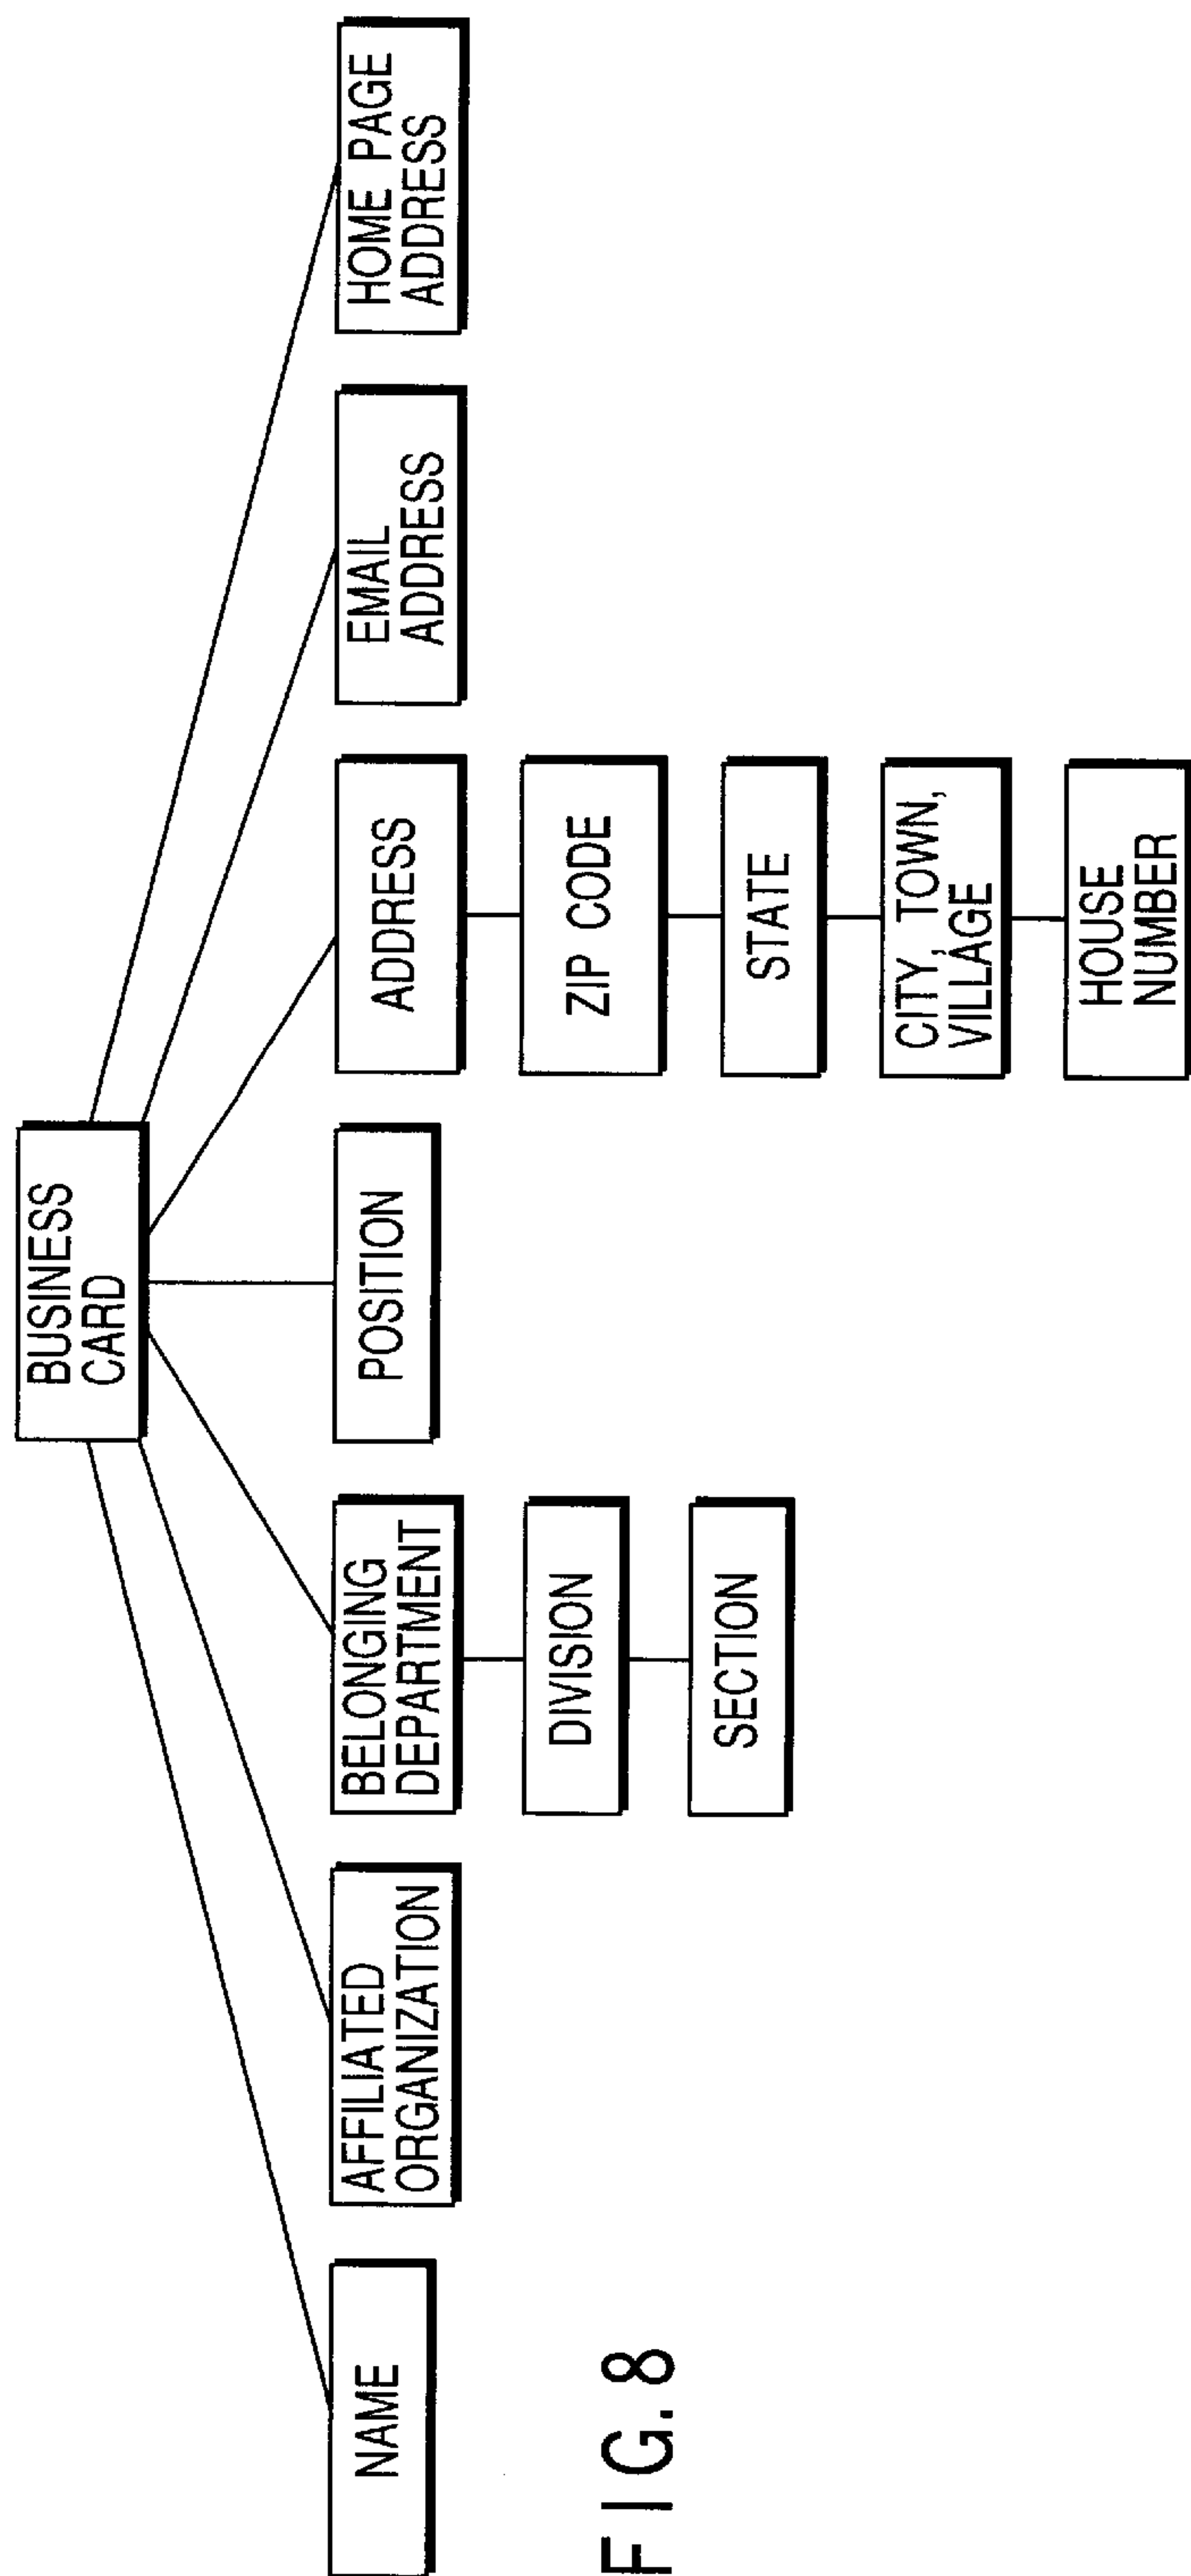 BUSINESS
CARD
NAME
AFFILIATED
ORGANIZATION
BELONGING
DEPARTMENT
DIVISION
SECTION
POSITION
ADDRESS
ZIP CODE
STATE
CITY, TOWN,
VILLAGE
HOUSE
NUMBER
EMAIL
ADDRESS
HOME PAGE
ADDRESS
FIG. 8